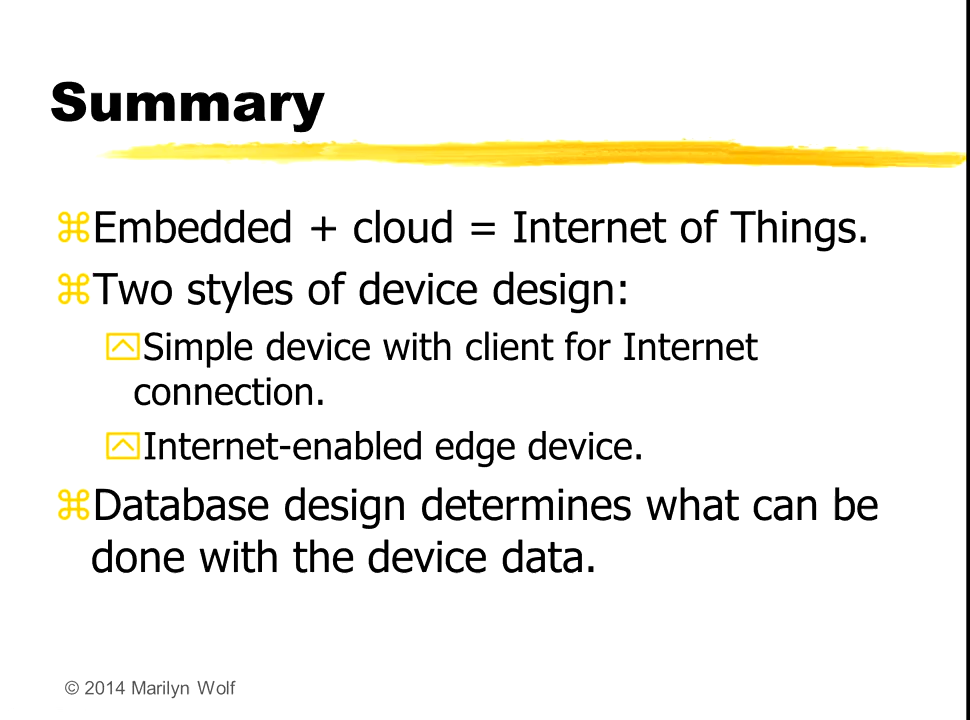 Summary
Embedded + cloud = Internet of Things.
Two styles of device design:
Simple device with client for Internet
connection.
Internet-enabled edge device.
Database design determines what can be
done with the device data.
© 2014 Marilyn Wolf